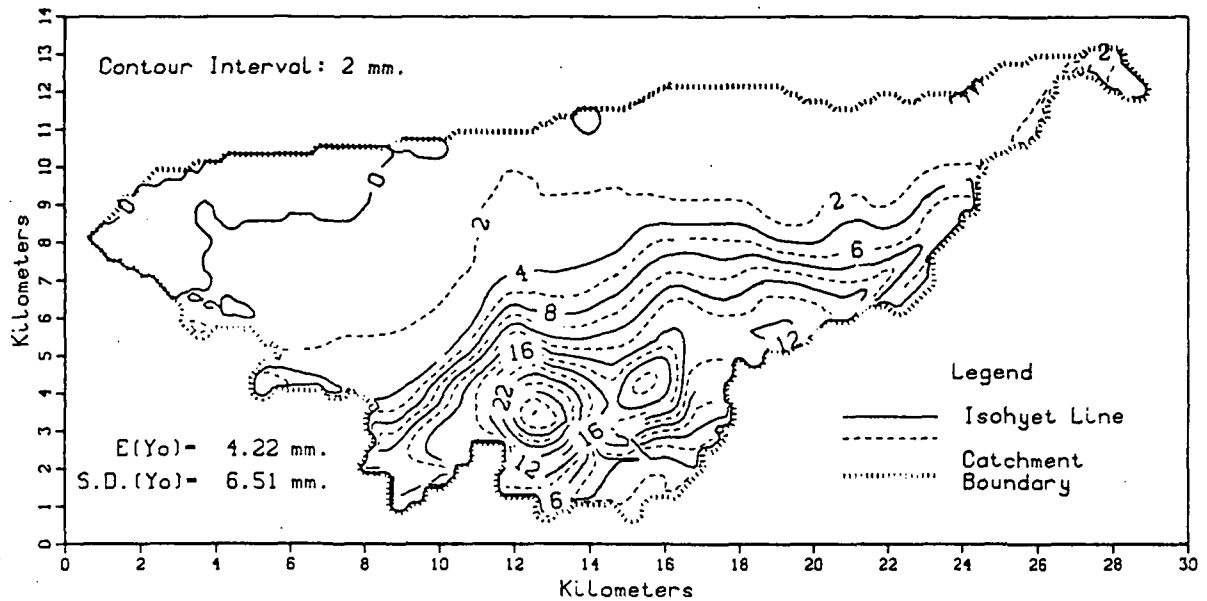 14
13
12
11
10
9
8
7
6
5
4
3
2
1
0
Kilometers
Contour Interval: 2 mm.
2
0
0
2
2
4
6
8
12
16
22
16
12
6
E(Yo)= 4.22 mm.
S.D.(Yo)= 6.51 mm.
Legend
Isohyet Line
Catchment
Boundary
0 2 4 6 8 10 12 14 16 18 20 22 24 26 28 30
Kilometers